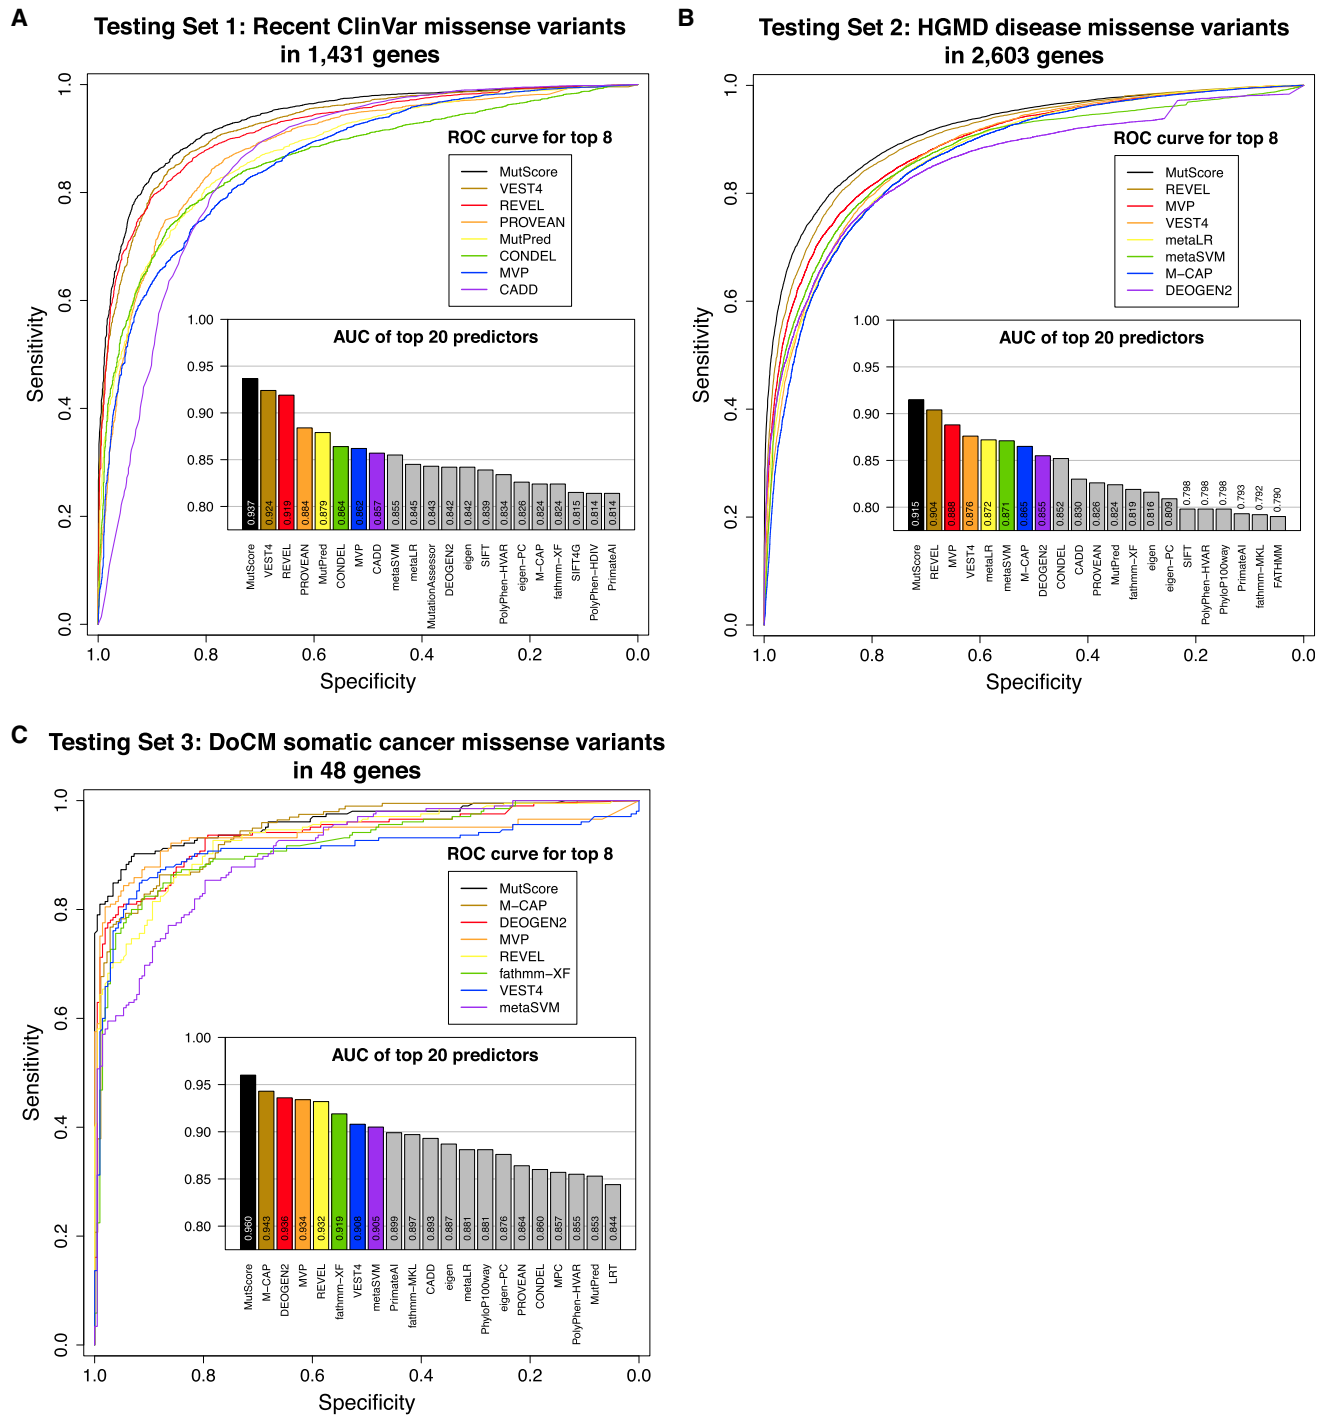 A
Testing Set 1: Recent ClinVar missense variants
in 1,431 genes
Sensitivity
1.0
0.8
0.6
0.4
0.2
0.0
ROC curve for top 8
MutScore
VEST4
REVEL
PROVEAN
MutPred
CONDEL
MVP
CADD
AUC of top 20 predictors
1.00
0.95
0.90
0.85
0.80
0.937
0.924
0.919
0.884
0.879
0.864
0.862
0.857
0.855
0.845
0.843
0.842
0.842
0.839
0.834
0.826
0.824
0.824
0.815
0.814
0.814
MutScore
VEST4
REVEL
PROVEAN
MutPred
CONDEL
MVP
CADD
metaSVM
metaLR
MutationAssessor
DEOGEN2
eigen
SIFT
PolyPhen-HVAR
eigen-PC
M-CAP
fathmm-XF
SIFT4G
PolyPhen-HDIV
PrimateAI
1.0
0.8
0.6
0.4
0.2
0.0
Specificity
B
Testing Set 2: HGMD disease missense variants
in 2,603 genes
Sensitivity
1.0
0.8
0.6
0.4
0.2
0.0
ROC curve for top 8
MutScore
REVEL
MVP
VEST4
metaLR
metaSVM
M-CAP
DEOGEN2
AUC of top 20 predictors
1.00
0.95
0.90
0.85
0.80
0.915
0.904
0.888
0.876
0.872
0.871
0.865
0.855
0.852
0.830
0.826
0.824
0.819
0.816
0.809
0.798
0.798
0.798
0.793
0.792
0.790
MutScore
REVEL
MVP
VEST4
metaLR
metaSVM
M-CAP
DEOGEN2
CONDEL
CADD
PROVEAN
MutPred
fathmm-XF
eigen
eigen-PC
SIFT
PolyPhen-HVAR
PhyloP100way
PrimateAI
fathmm-MKL
FATHMM
1.0
0.8
0.6
0.4
0.2
0.0
Specificity
C
Testing Set 3: DoCM somatic cancer missense variants
in 48 genes
Sensitivity
1.0
0.8
0.6
0.4
0.2
0.0
ROC curve for top 8
MutScore
M-CAP
DEOGEN2
MVP
REVEL
fathmm-XF
VEST4
metaSVM
AUC of top 20 predictors
1.00
0.95
0.90
0.85
0.80
0.960
0.943
0.936
0.934
0.932
0.919
0.908
0.905
0.899
0.897
0.893
0.887
0.881
0.881
0.876
0.864
0.860
0.857
0.855
0.853
0.844
MutScore
M-CAP
DEOGEN2
MVP
REVEL
fathmm-XF
VEST4
metaSVM
PrimateAI
fathmm-MKL
CADD
eigen
metaLR
PhyloP100way
eigen-PC
PROVEAN
CONDEL
MPC
PolyPhen-HVAR
MutPred
LRT
1.0
0.8
0.6
0.4
0.2
0.0
Specificity